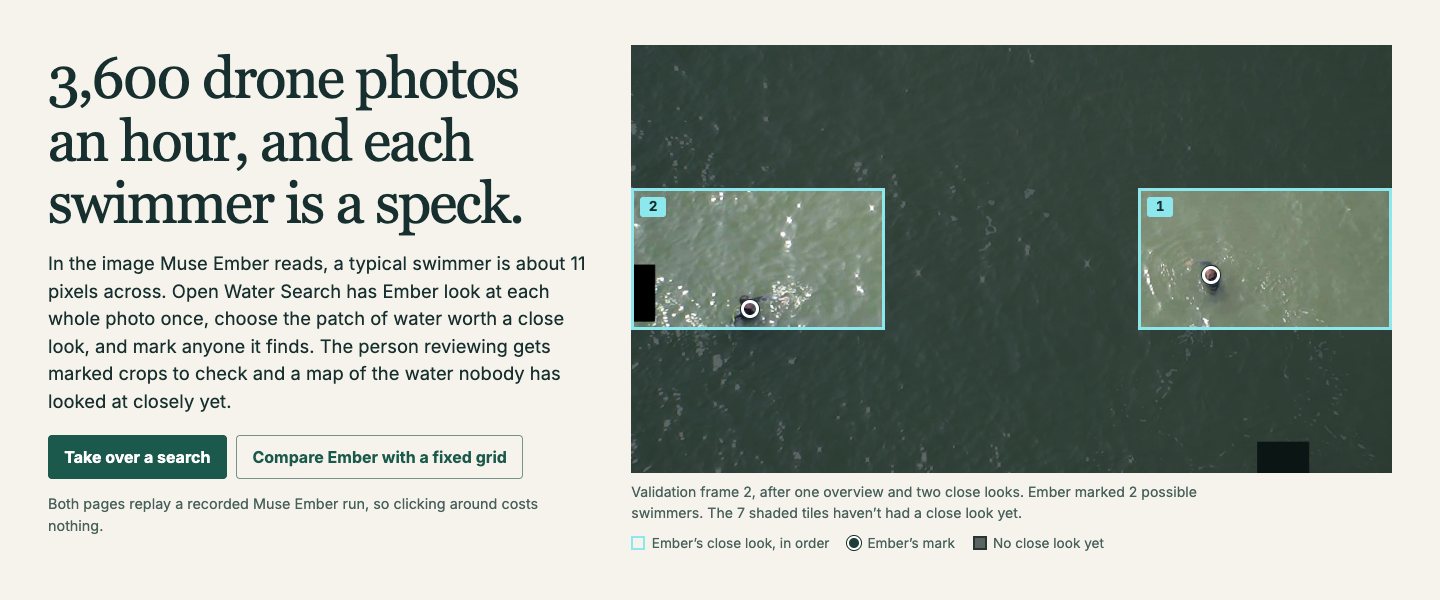 3,600 drone photos
an hour, and each
swimmer is a speck.
In the image Muse Ember reads, a typical swimmer is about 11
pixels across. Open Water Search has Ember look at each
whole photo once, choose the patch of water worth a close
look, and mark anyone it finds. The person reviewing gets
marked crops to check and a map of the water nobody has
looked at closely yet.
Take over a search
Compare Ember with a fixed grid
Both pages replay a recorded Muse Ember run, so clicking around costs
nothing.
2
1
Validation frame 2, after one overview and two close looks. Ember marked 2 possible
swimmers. The 7 shaded tiles haven’t had a close look yet.
Ember’s close look, in order
Ember’s mark
No close look yet